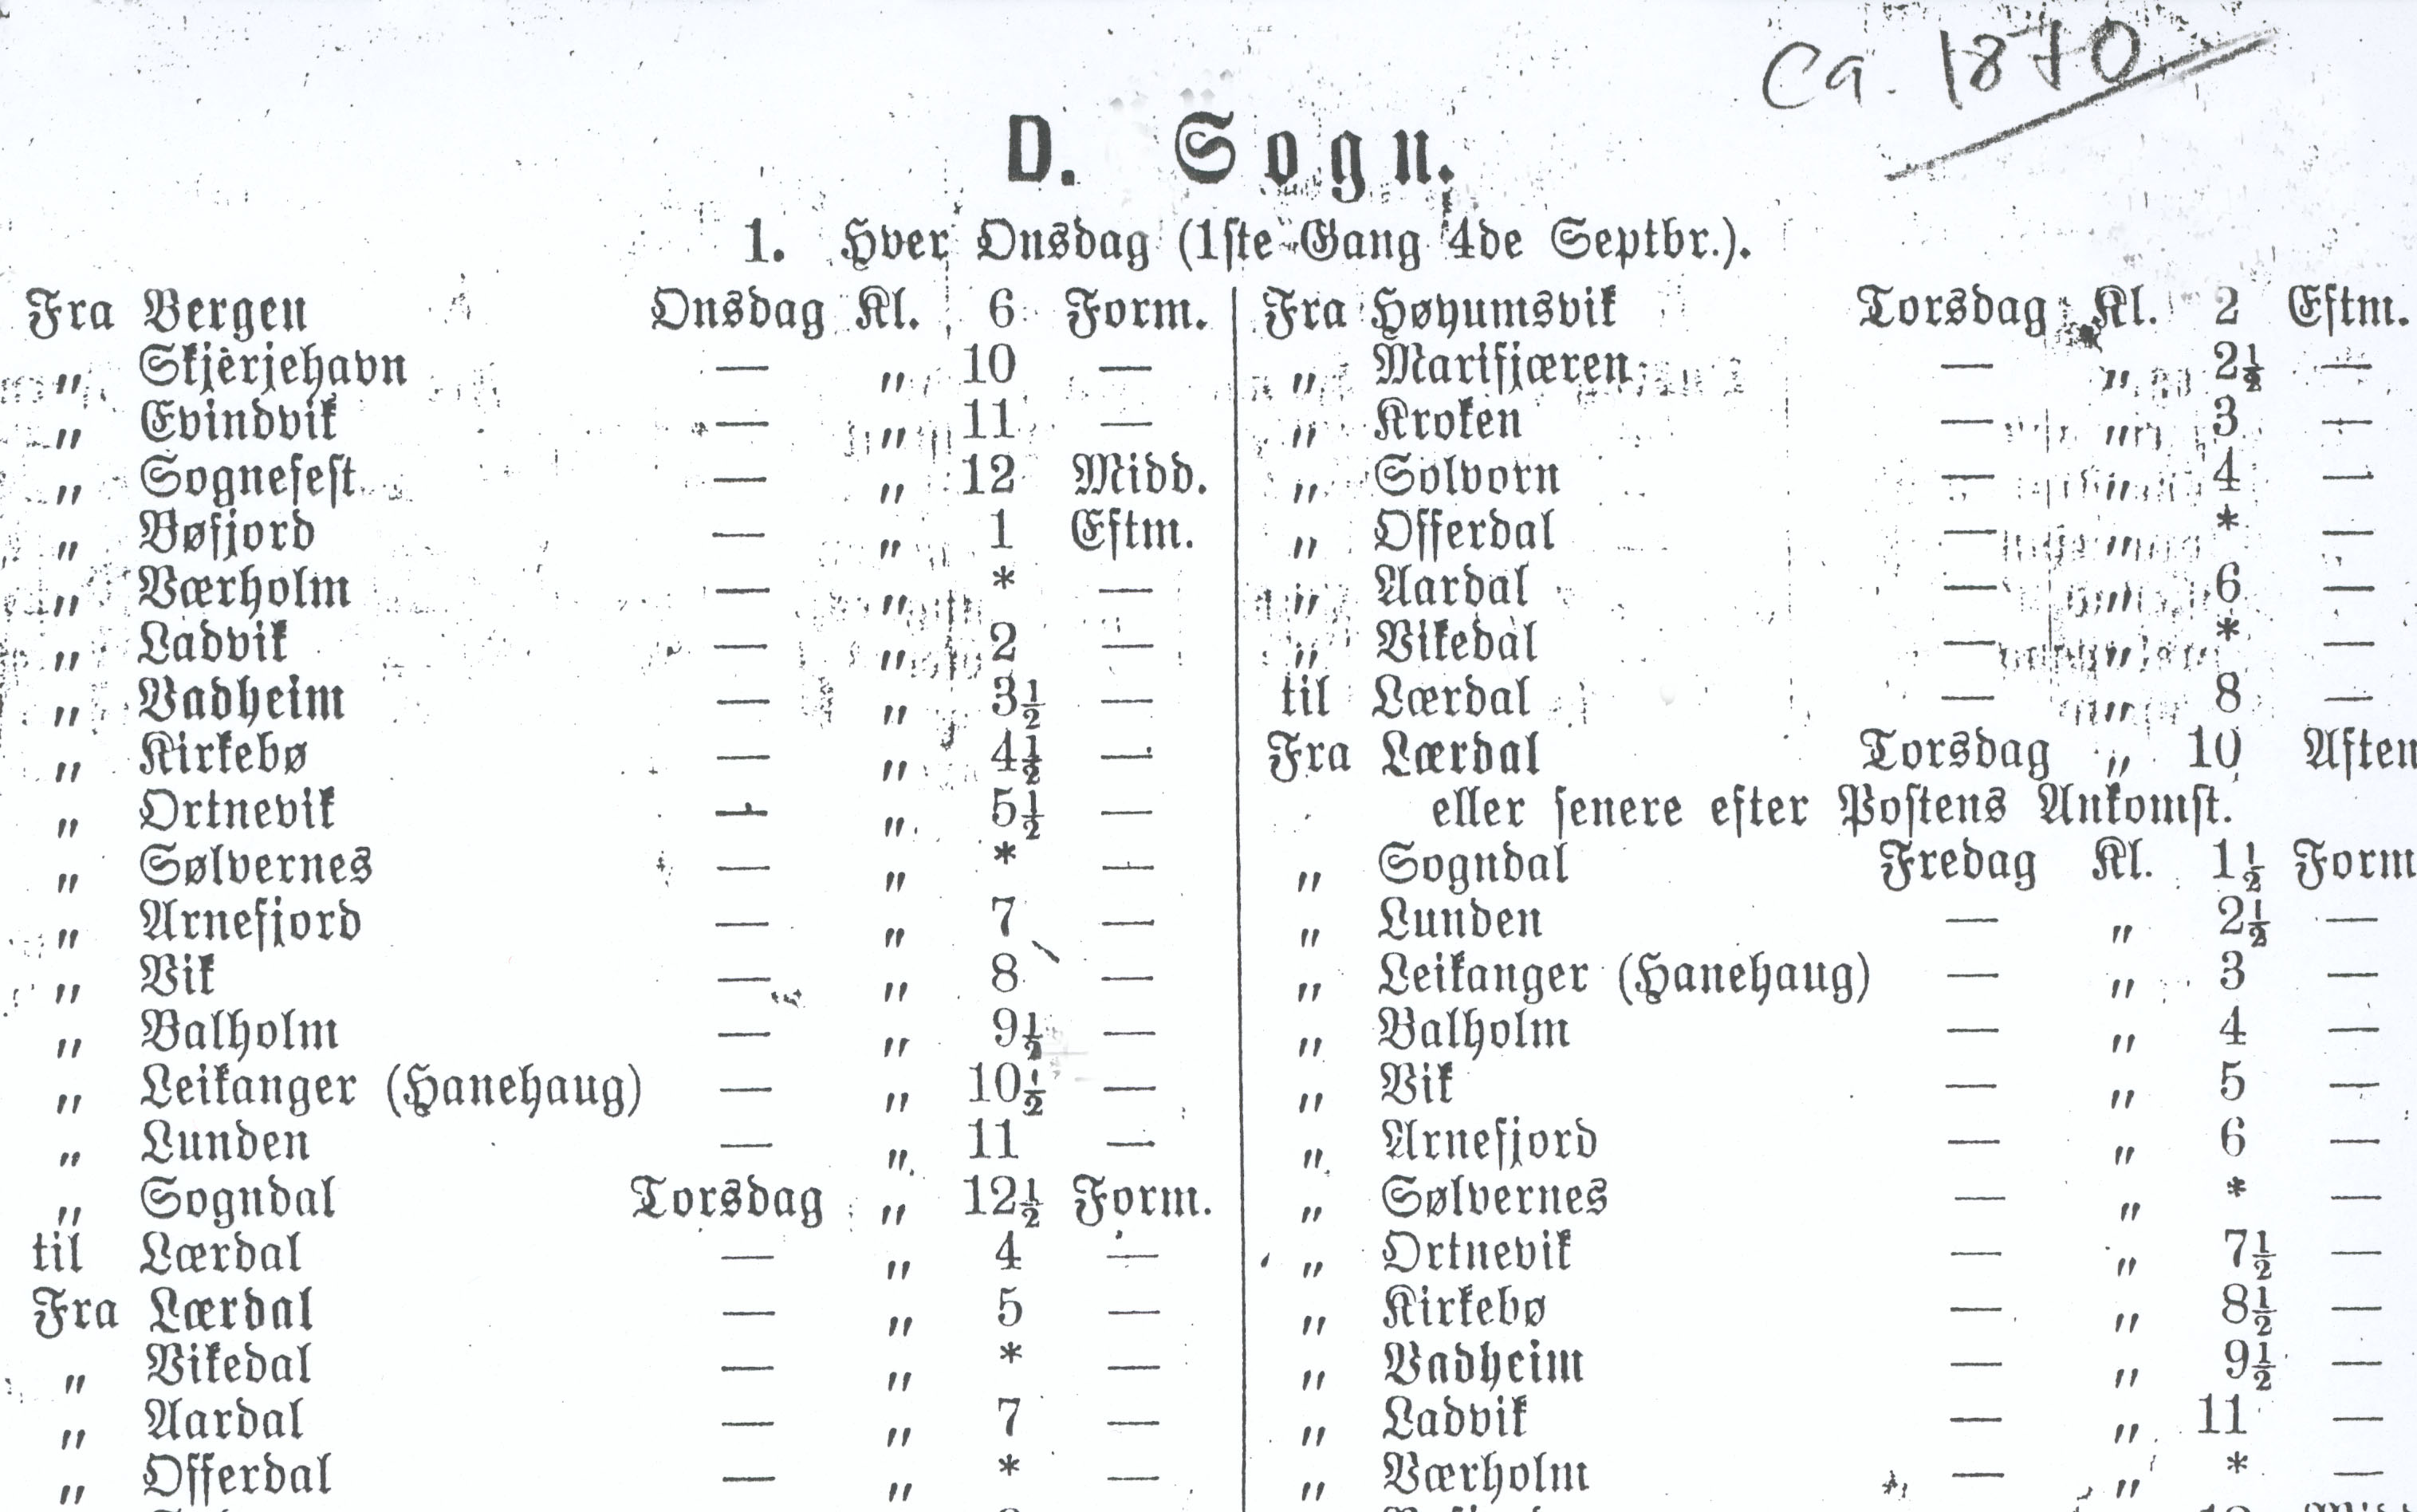 Ca. 1870
D. Sogn.
1. Hver Onsdag (1ste Gang 4de Septbr.).
Fra Bergen Onsdag Kl. 6 Form.
„ Skjerjehavn — „ 10 —
„ Evindvik — „ 11 —
„ Sognefest — „ 12 Midd.
„ Bøfjord — „ 1 Eftm.
„ Værholm — „ * —
„ Ladvik — „ 2 —
„ Vadheim — „ 3½ —
„ Kirkebø — „ 4½ —
„ Ortnevik — „ 5½ —
„ Sølvernes — „ * —
„ Arnefjord — „ 7 —
„ Vik — „ 8 —
„ Balholm — „ 9½ —
„ Leikanger (Hanehaug) — „ 10½ —
„ Lunden — „ 11 —
„ Sogndal Torsdag „ 12½ Form.
til Lærdal — „ 4 —
Fra Lærdal — „ 5 —
„ Vikedal — „ * —
„ Aardal — „ 7 —
„ Offerdal — „ * —
Fra Høyumsvik Torsdag Kl. 2 Eftm.
„ Marifjæren — „ 2½ —
„ Kroken — „ 3 —
„ Solvorn — „ 4 —
„ Offerdal — „ * —
„ Aardal — „ 6 —
„ Vikedal — „ * —
til Lærdal — „ 8 —
Fra Lærdal Torsdag „ 10 Aften
eller senere efter Postens Ankomst.
„ Sogndal Fredag Kl. 1½ Form
„ Lunden — „ 2½ —
„ Leikanger (Hanehaug) — „ 3 —
„ Balholm — „ 4 —
„ Vik — „ 5 —
„ Arnefjord — „ 6 —
„ Sølvernes — „ * —
„ Ortnevik — „ 7½ —
„ Kirkebø — „ 8½ —
„ Vadheim — „ 9½ —
„ Ladvik — „ 11 —
„ Værholm — „ * —